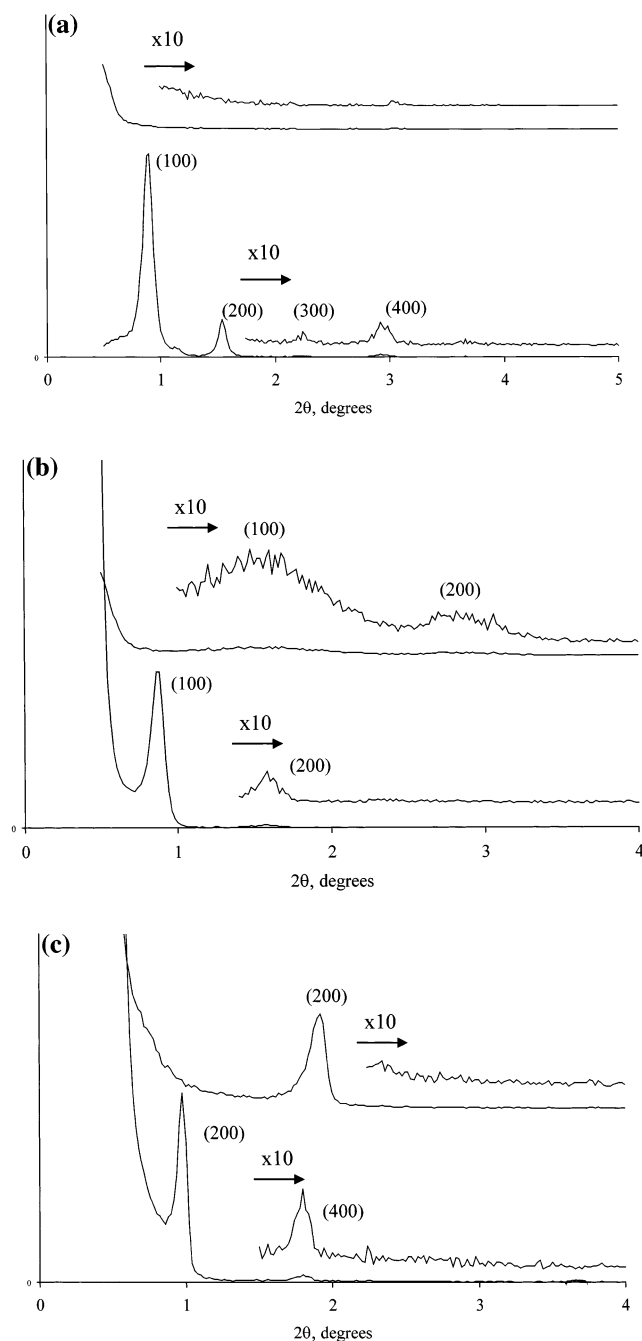 (a)
x10
(100)
x10
(200)
(300)
(400)
0
0 1 2 3 4 5
2θ, degrees
(b)
x10
(100)
(200)
(100)
x10
(200)
0
0 1 2 3 4
2θ, degrees
(c)
(200)
x10
(200)
x10
(400)
0
0 1 2 3 4
2θ, degrees